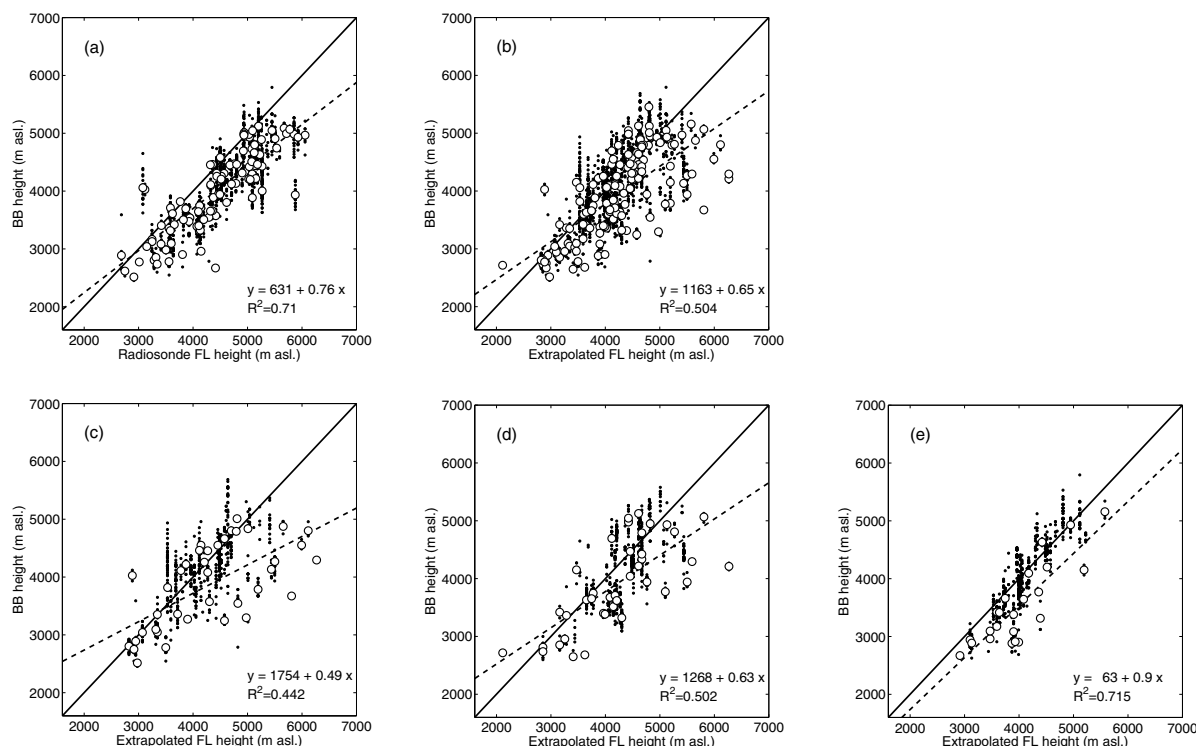 (a)
7000
6000
5000
4000
3000
2000
BB height (m asl.)
y = 631 + 0.76 x
R²=0.71
2000 3000 4000 5000 6000 7000
Radiosonde FL height (m asl.)
(b)
7000
6000
5000
4000
3000
2000
BB height (m asl.)
y = 1163 + 0.65 x
R²=0.504
2000 3000 4000 5000 6000 7000
Extrapolated FL height (m asl.)
(c)
7000
6000
5000
4000
3000
2000
BB height (m asl.)
y = 1754 + 0.49 x
R²=0.442
2000 3000 4000 5000 6000 7000
Extrapolated FL height (m asl.)
(d)
7000
6000
5000
4000
3000
2000
BB height (m asl.)
y = 1268 + 0.63 x
R²=0.502
2000 3000 4000 5000 6000 7000
Extrapolated FL height (m asl.)
(e)
7000
6000
5000
4000
3000
2000
BB height (m asl.)
y = 63 + 0.9 x
R²=0.715
2000 3000 4000 5000 6000 7000
Extrapolated FL height (m asl.)